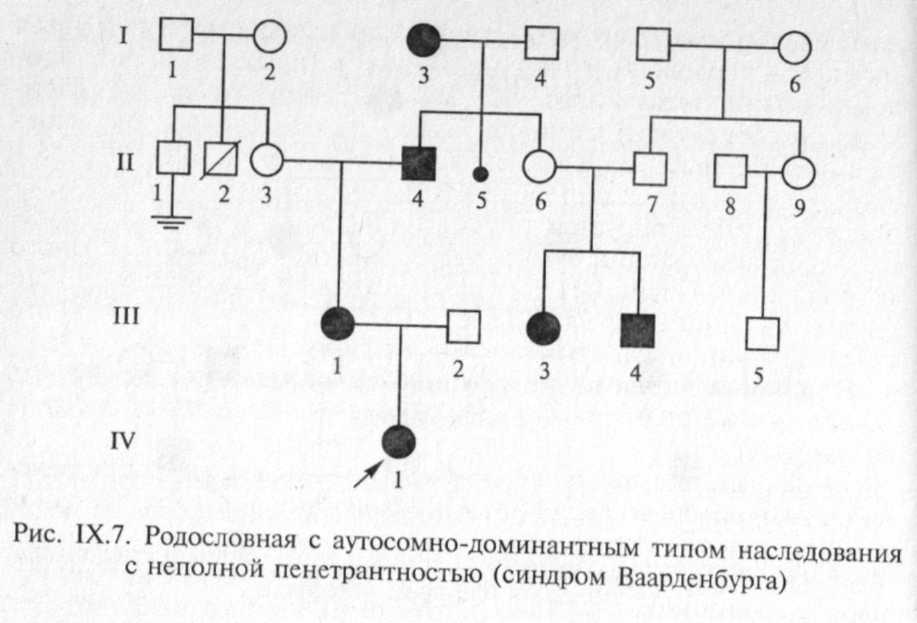 I
1 2 3 4 5 6
II
1 2 3 4 5 6 7 8 9
III
1 2 3 4 5
IV
1
Рис. IX.7. Родословная с аутосомно-доминантным типом наследования
с неполной пенетрантностью (синдром Ваарденбурга)